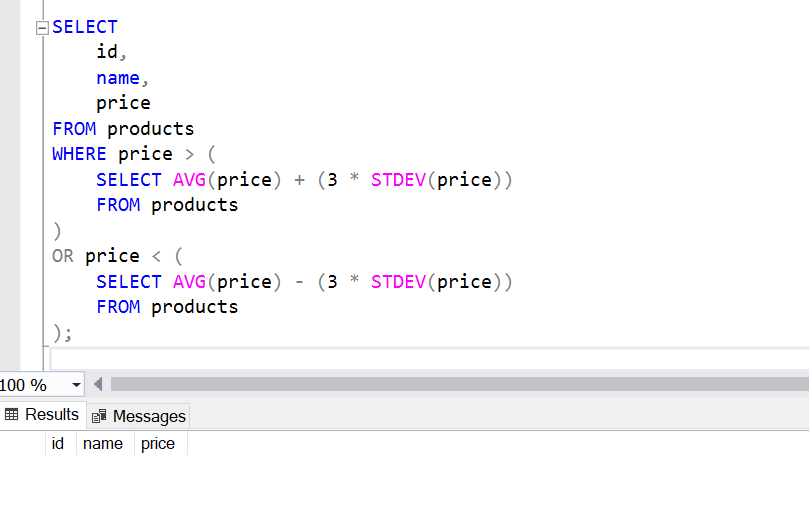 SELECT
id,
name,
price
FROM products
WHERE price > (
SELECT AVG(price) + (3 * STDEV(price))
FROM products
)
OR price < (
SELECT AVG(price) - (3 * STDEV(price))
FROM products
);
100 %
Results Messages
id name price